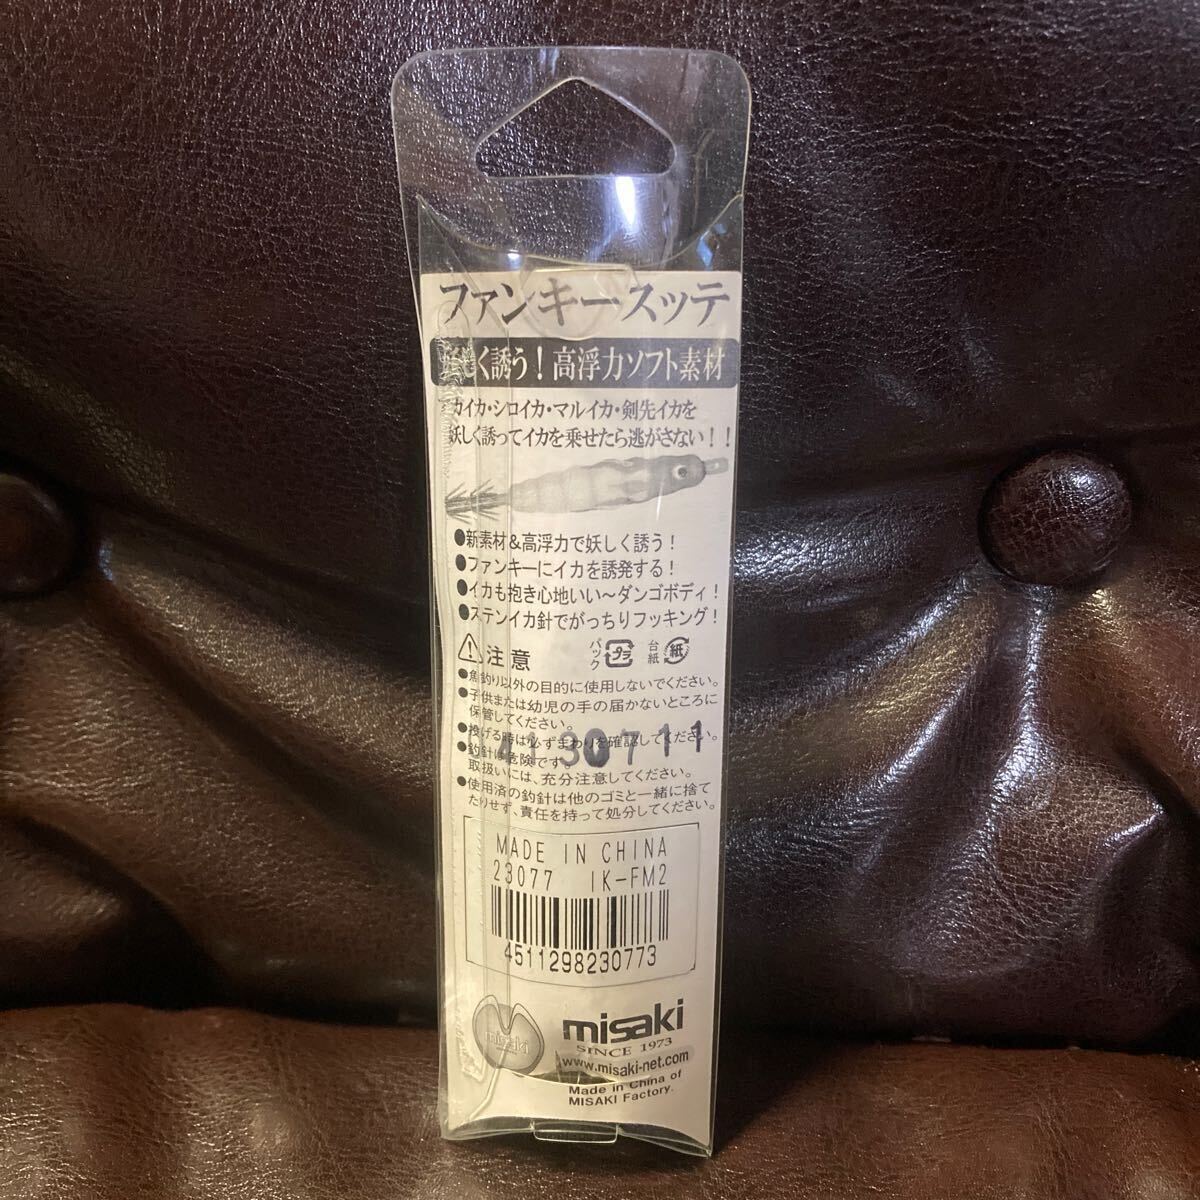 ファンキースッテ
妖しく誘う！高浮力ソフト素材
カイカ・シロイカ・マルイカ・剣先イカを
妖しく誘ってイカを乗せたら逃がさない！！
●新素材＆高浮力で妖しく誘う！
●ファンキーにイカを誘発する！
●イカも抱き心地いい〜ダンゴボディ！
●ステンイカ針でがっちりフッキング！
注意
パック プラ 台紙 紙
●魚釣り以外の目的に使用しないでください。
●子供または幼児の手の届かないところに
保管してください。
●投げる時は必ずまわりを確認してください。
●釣針は危険です。
取扱いには、充分注意してください。
●使用済の釣針は他のゴミと一緒に捨て
たりせず、責任を持って処分してください。
4130711
MADE IN CHINA
23077 IK-FM2
4511298230773
misaki
misaki
SINCE 1973
www.misaki-net.com
Made in China of
MISAKI Factory.